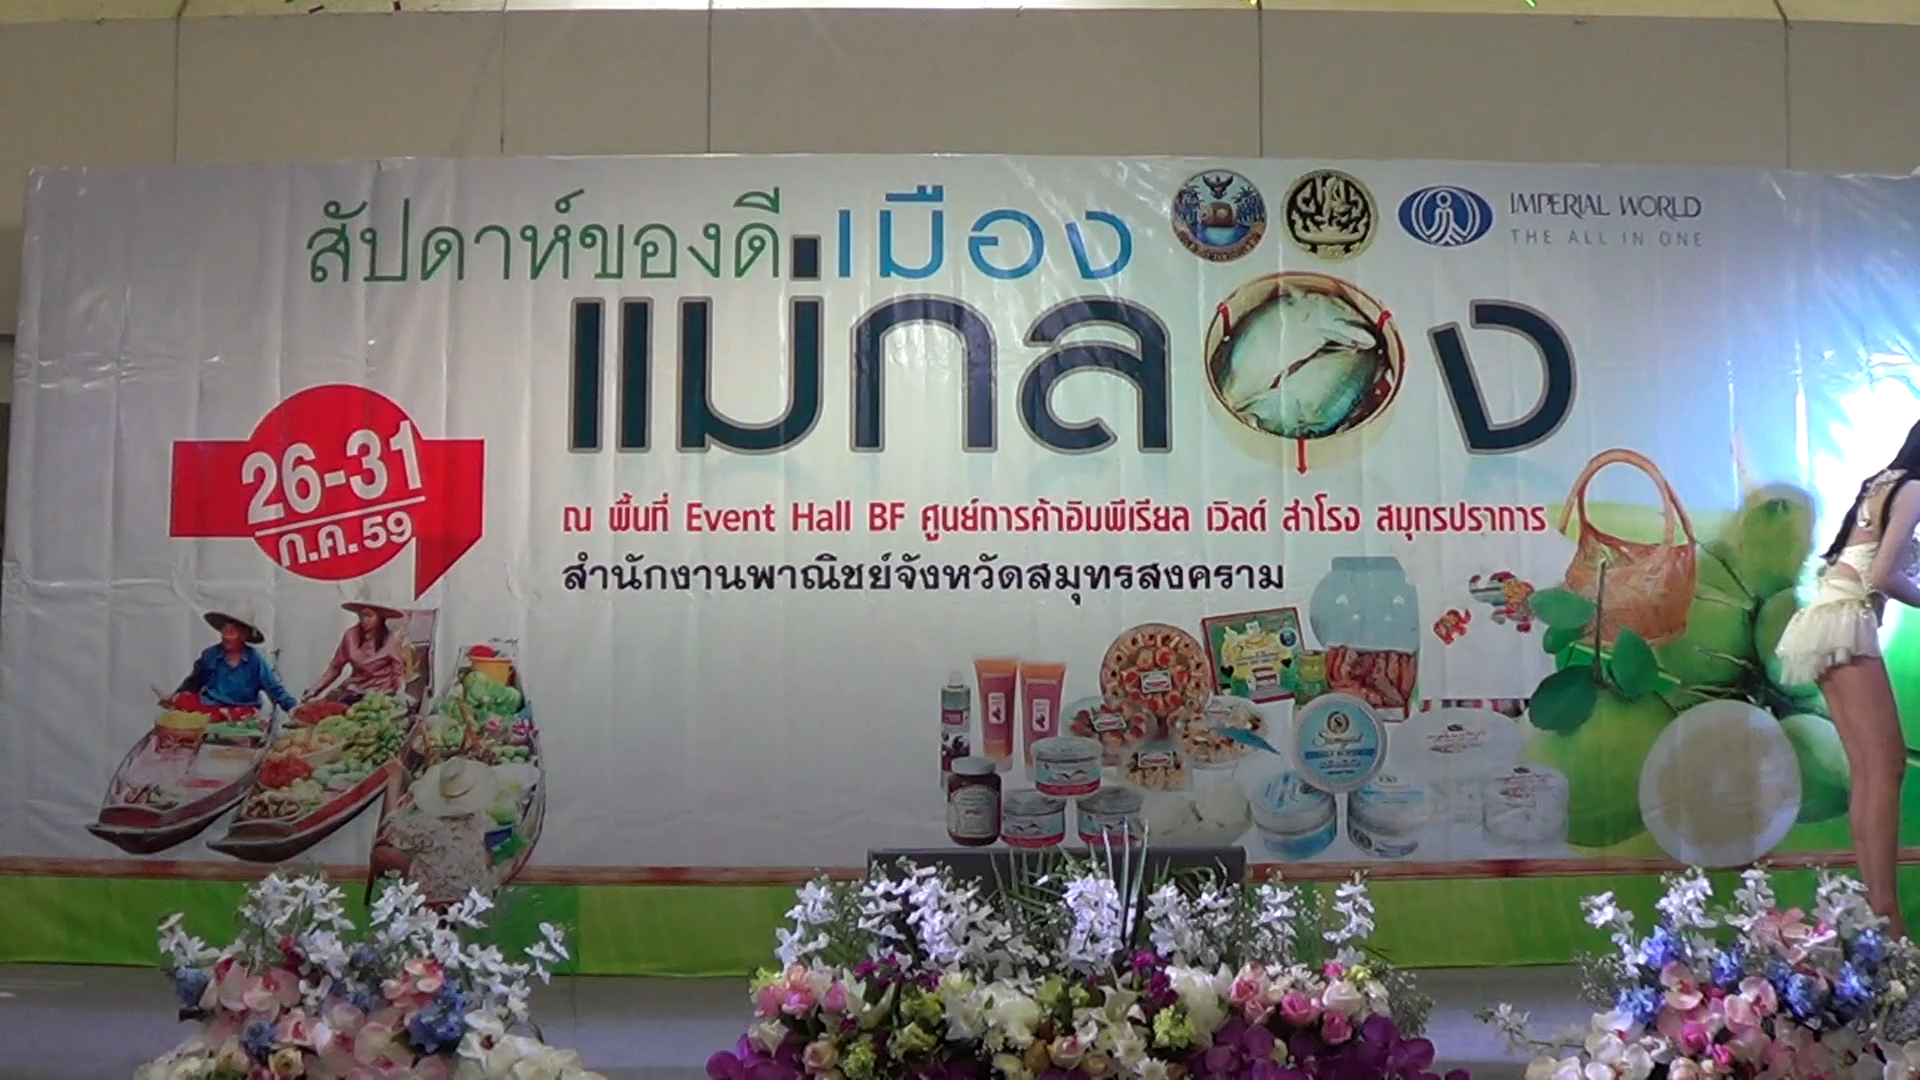 สัปดาห์ของดี เมือง
IMPERIAL WORLD
THE ALL IN ONE
แม่กลอง
26-31
ก.ค. 59
ณ พื้นที่ Event Hall BF ศูนย์การค้าอิมพีเรียล เวิลด์ สำโรง สมุทรปราการ
สำนักงานพาณิชย์จังหวัดสมุทรสงคราม